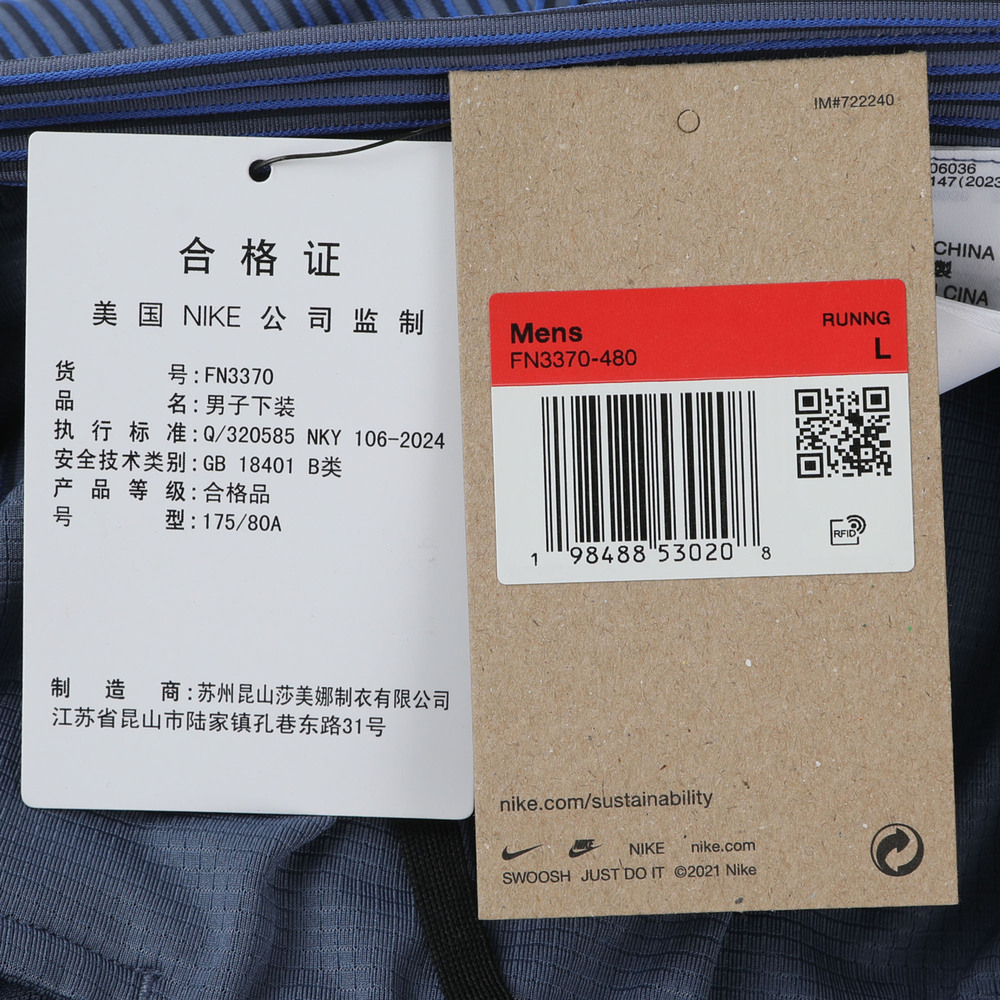 合格证
美国 NIKE 公司监制
货号:FN3370
品名:男子下装
执行标准:Q/320585 NKY 106-2024
安全技术类别:GB 18401 B类
产品等级:合格品
号型:175/80A
制造商:苏州昆山莎美娜制衣有限公司
江苏省昆山市陆家镇孔巷东路31号
IM#722240
Mens
RUNNG
FN3370-480
L
1 98488 53020 8
RFID
nike.com/sustainability
NIKE nike.com
SWOOSH JUST DO IT ©2021 Nike
06036
147(2023
CHINA
製
CINA